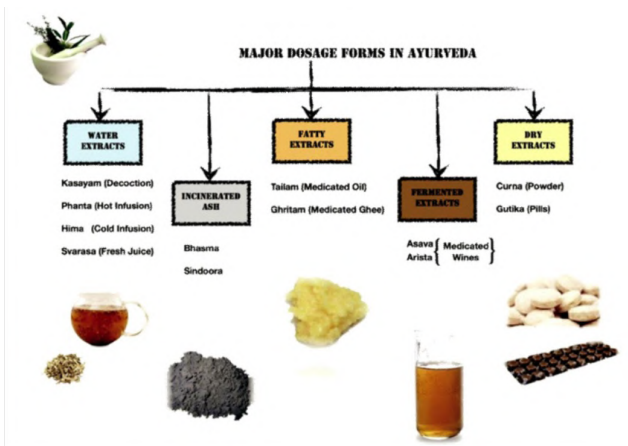 MAJOR DOSAGE FORMS IN AYURVEDA
WATER
EXTRACTS
Kasayam (Decoction)
Phanta (Hot Infusion)
Hima (Cold Infusion)
Svarasa (Fresh Juice)
INCINERATED
ASH
Bhasma
Sindoora
FATTY
EXTRACTS
Tailam (Medicated Oil)
Ghritam (Medicated Ghee)
FERMENTED
EXTRACTS
Asava { Medicated }
Arista { Wines }
DRY
EXTRACTS
Curna (Powder)
Gutika (Pills)